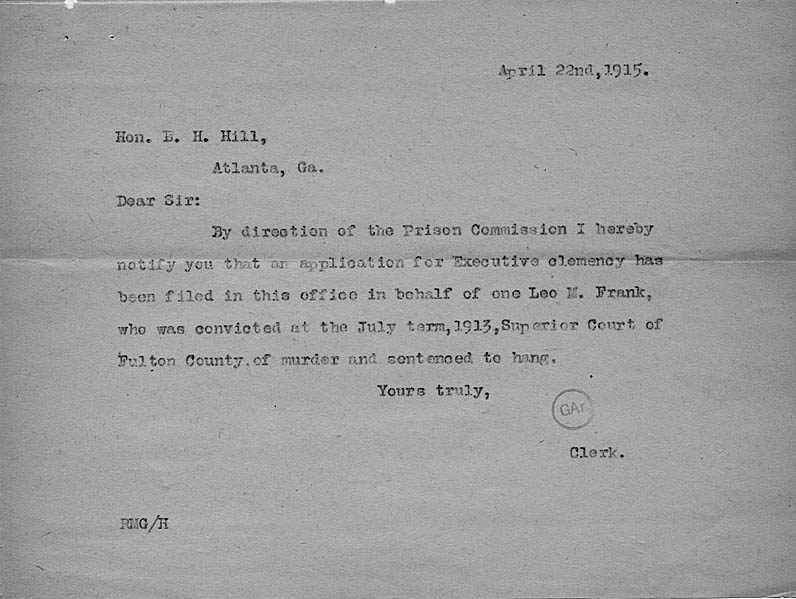 April 22nd,1915.
Hon. B. H. Hill,
Atlanta, Ga.
Dear Sir:
By direction of the Prison Commission I hereby
notify you that an application for Executive clemency has
been filed in this office in behalf of one Leo M. Frank,
who was convicted at the July term,1913,Superior Court of
Fulton County,of murder and sentenced to hang.
Yours truly,
GAr
Clerk.
RMG/H